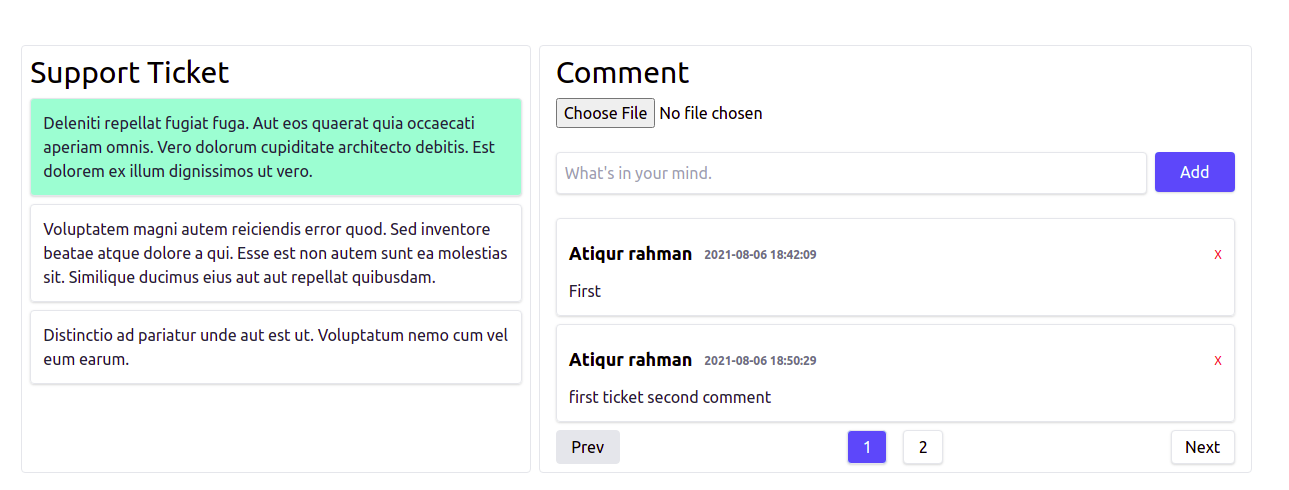 Support Ticket
Deleniti repellat fugiat fuga. Aut eos quaerat quia occaecati
aperiam omnis. Vero dolorum cupiditate architecto debitis. Est
dolorem ex illum dignissimos ut vero.
Voluptatem magni autem reiciendis error quod. Sed inventore
beatae atque dolore a qui. Esse est non autem sunt ea molestias
sit. Similique ducimus eius aut aut repellat quibusdam.
Distinctio ad pariatur unde aut est ut. Voluptatum nemo cum vel
eum earum.
Comment
Choose File No file chosen
What's in your mind. Add
Atiqur rahman 2021-08-06 18:42:09 x
First
Atiqur rahman 2021-08-06 18:50:29 x
first ticket second comment
Prev 1 2 Next